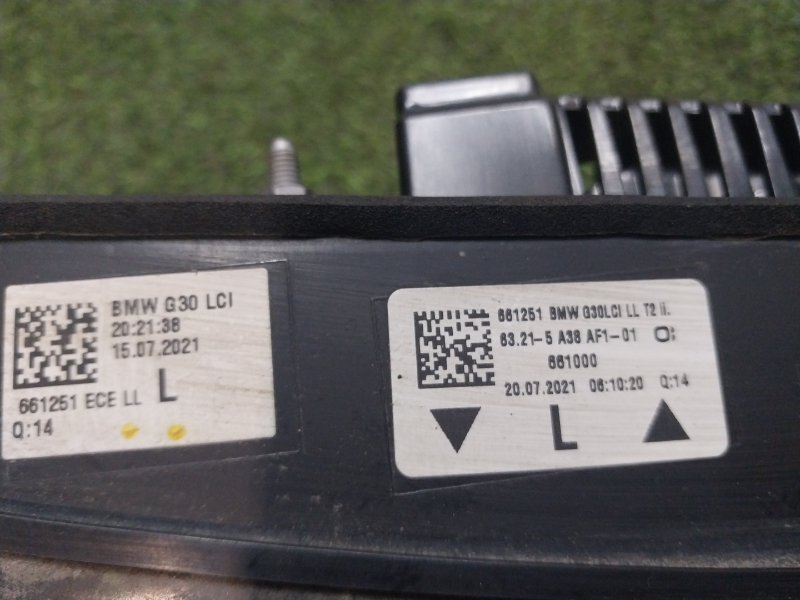 BMW G30 LCI
20:21:38
15.07.2021
661251 ECE LL L
Q:14
661251 BMW G30LCI LL T2 li.
63.21-5 A38 AF1-01
661000
20.07.2021 06:10:20 Q:14
L